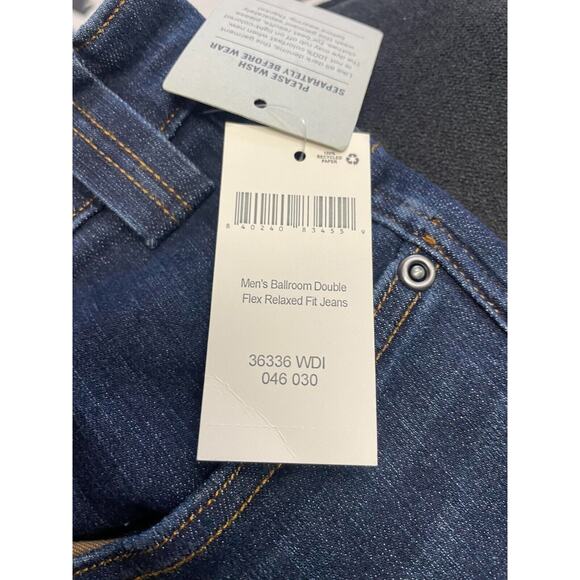 PLEASE WASH
SEPARATELY BEFORE WEAR
100%
RECYCLED
PAPER
8 40240 83455 9
Men's Ballroom Double
Flex Relaxed Fit Jeans
36336 WDI
046 030